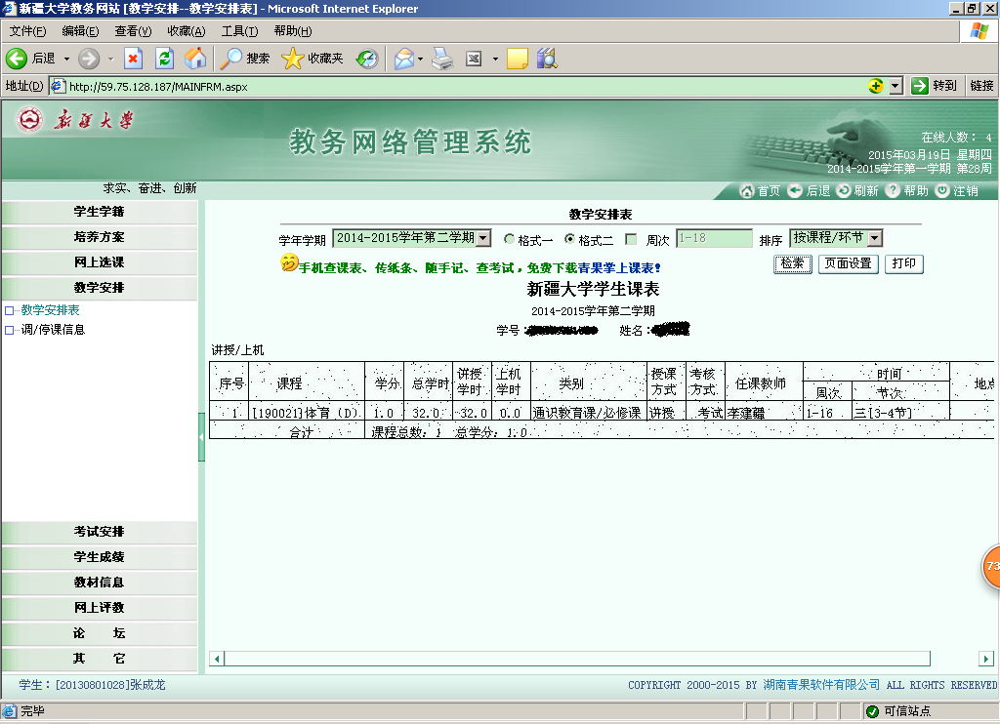 新疆大学教务网站 [教学安排--教学安排表] - Microsoft Internet Explorer
文件(F) 编辑(E) 查看(V) 收藏(A) 工具(T) 帮助(H)
后退 搜索 收藏夹
地址(D) http://59.75.128.187/MAINFRM.aspx 转到 链接
新疆大学
教务网络管理系统
在线人数： 4
2015年03月19日 星期四
2014-2015学年第一学期 第28周
求实、奋进、创新
首页 后退 刷新 帮助 注销
学生学籍
培养方案
网上选课
教学安排
教学安排表
调/停课信息
考试安排
学生成绩
教材信息
网上评教
论 坛
其 它
教学安排表
学年学期 2014-2015学年第二学期 格式一 格式二 周次 1-18 排序 按课程/环节
手机查课表、传纸条、随手记、查考试，免费下载青果掌上课表!
检索 页面设置 打印
新疆大学学生课表
2014-2015学年第二学期
学号: 姓名:
讲授/上机
序号 课程 学分 总学时 讲授学时 上机学时 类别 授课方式 考核方式 任课教师 时间 地点
周次 节次
1 [190021]体育 (D) 1.0 32.0 32.0 0.0 通识教育课/必修课 讲授 考试 建疆 1-16 三[3-4节]
合计 课程总数: 1 总学分: 1.0
73
学生：[20130801028]张成龙
COPYRIGHT 2000-2015 BY 湖南青果软件有限公司 ALL RIGHTS RESERVED
完毕 可信站点